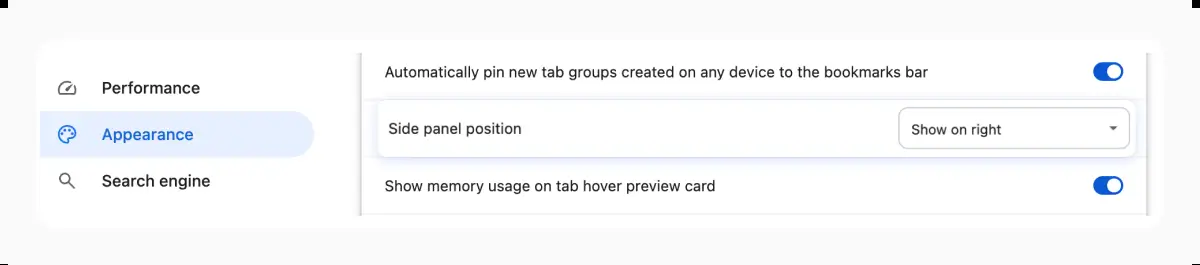 Performance
Appearance
Search engine
Automatically pin new tab groups created on any device to the bookmarks bar
Side panel position
Show on right
Show memory usage on tab hover preview card